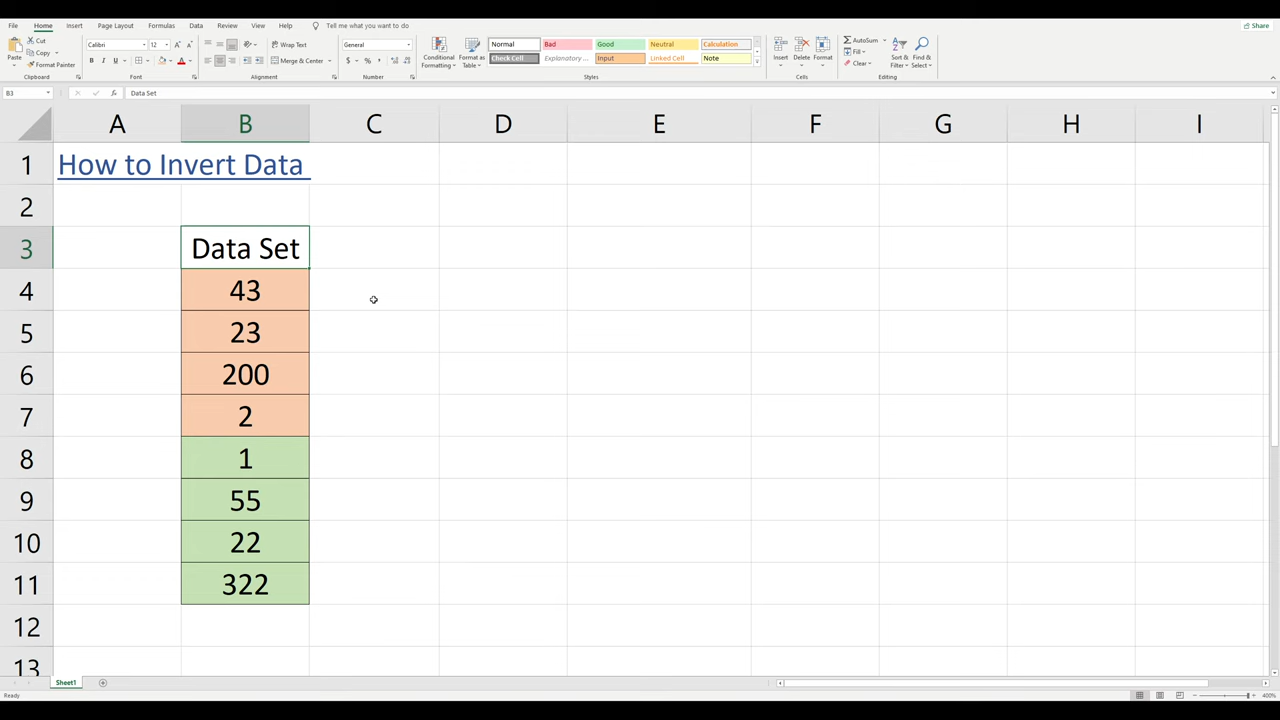 File Home Insert Page Layout Formulas Data Review View Help Tell me what you want to do Share
Cut Calibri 12 Wrap Text General Normal Bad Good Neutral Calculation AutoSum
Copy Fill
Paste Format Painter B I U Merge & Center $ % Conditional Formatting Format as Table Check Cell Explanatory ... Input Linked Cell Note Insert Delete Format Clear Sort & Filter Find & Select
Clipboard Font Alignment Number Styles Cells Editing
B3 fx Data Set
A B C D E F G H I
1 How to Invert Data
2
3 Data Set
4 43
5 23
6 200
7 2
8 1
9 55
10 22
11 322
12
13
Sheet1
Ready 400%